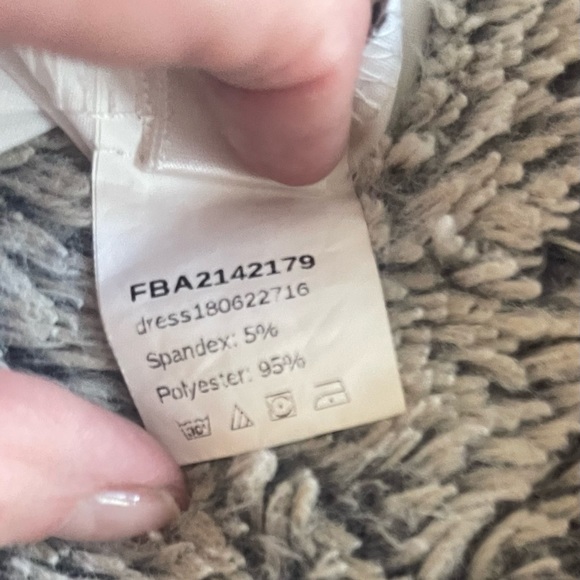 FBA2142179
dress180622716
Spandex: 5%
Polyester: 95%